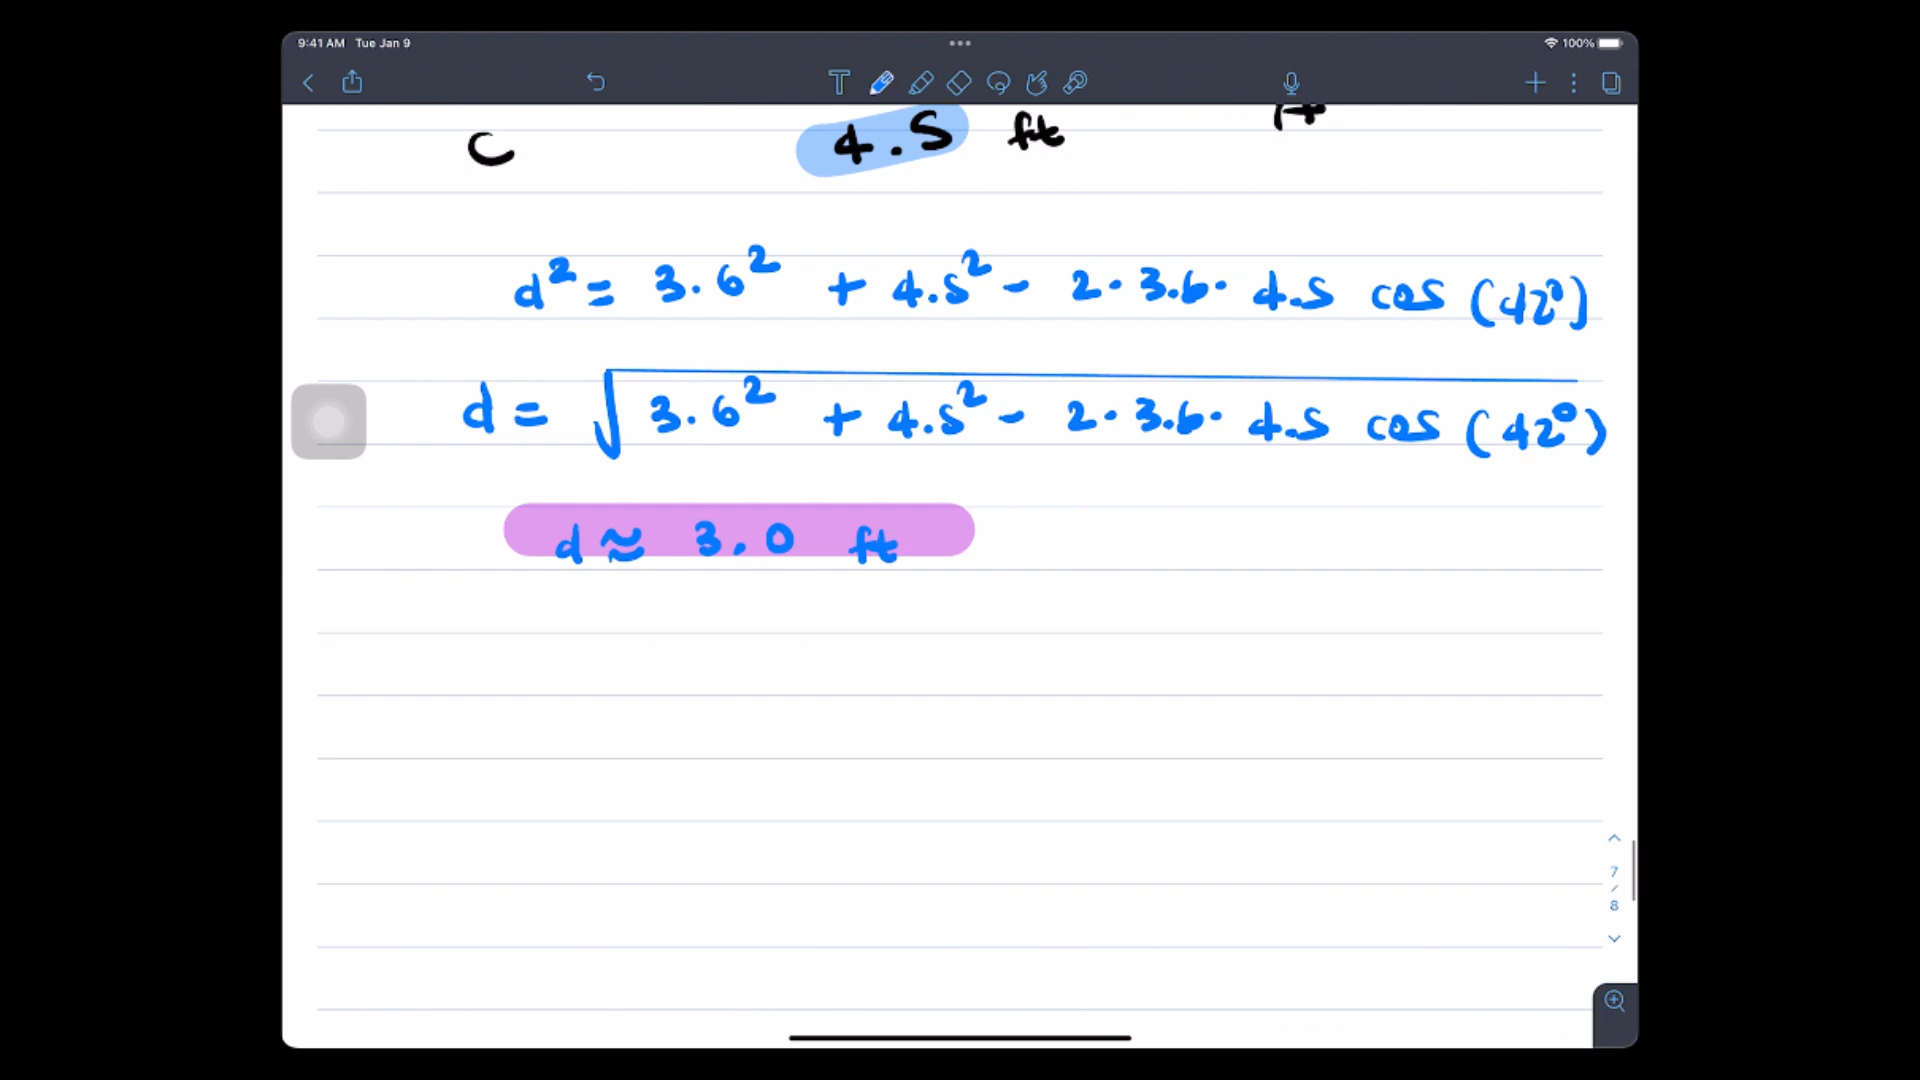 9:41 AM Tue Jan 9
100%
C 4.5 ft
d² = 3.6² + 4.5² - 2 · 3.6 · 4.5 cos (42°)
d = √3.6² + 4.5² - 2 · 3.6 · 4.5 cos (42°)
d ≈ 3.0 ft
7
/
8